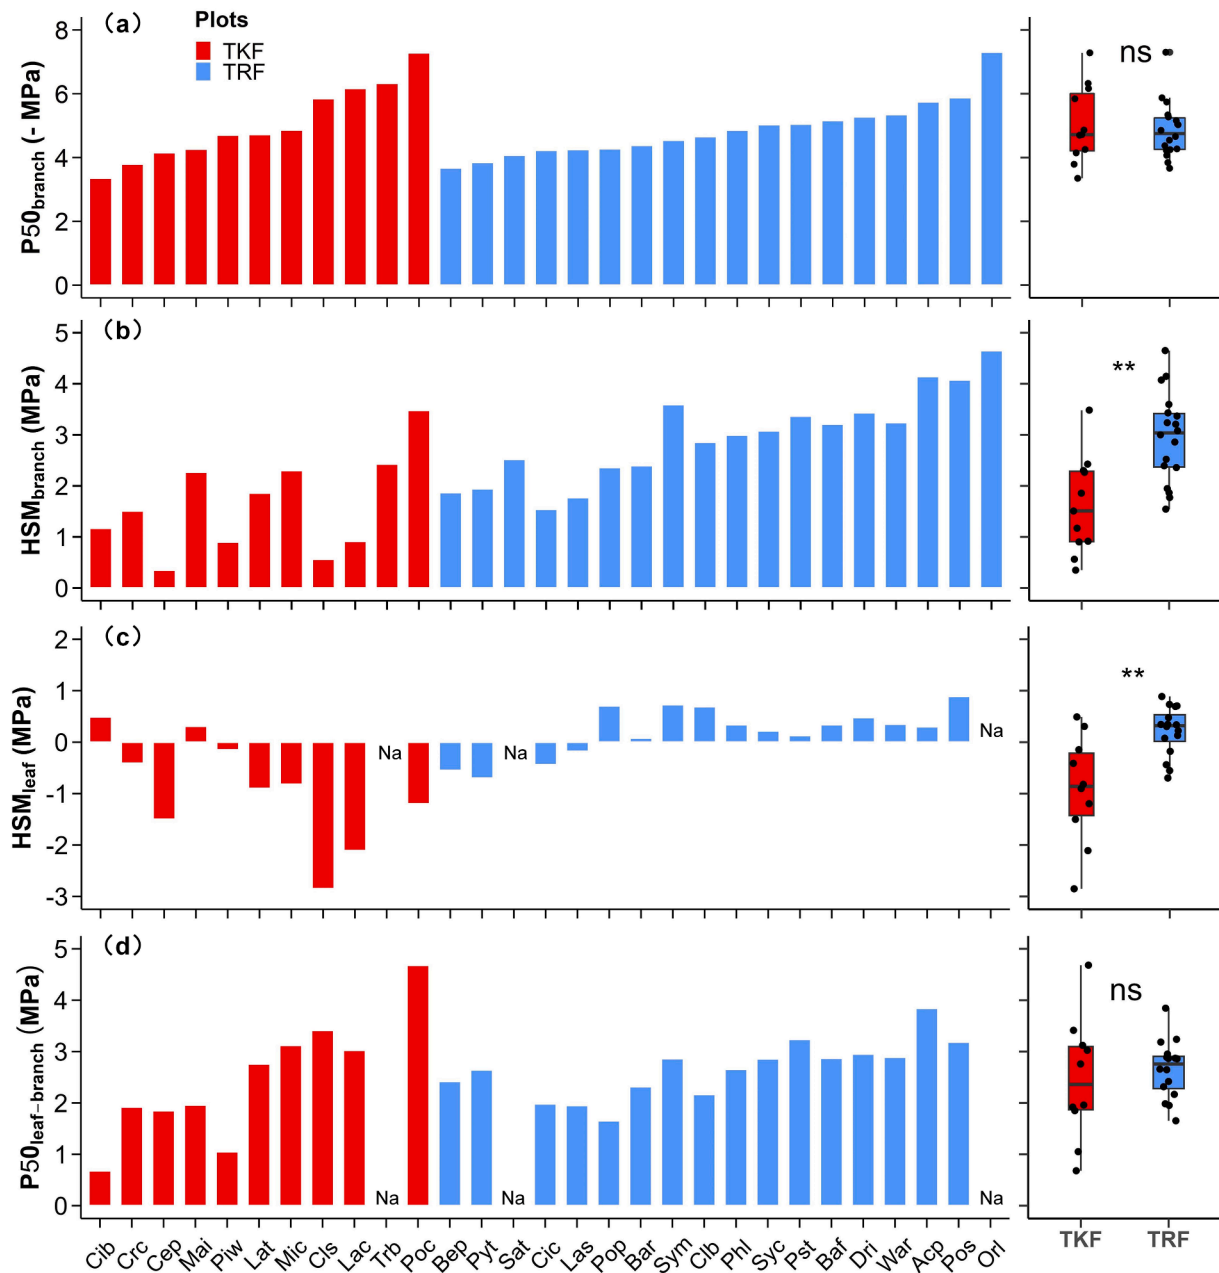 (a)
Plots
TKF
TRF
P50branch (- MPa)
8
6
4
2
0
ns
(b)
HSMbranch (MPa)
5
4
3
2
1
0
**
(c)
HSMleaf (MPa)
2
1
0
-1
-2
-3
Na
Na
Na
**
(d)
P50leaf-branch (MPa)
5
4
3
2
1
0
Na
Na
Na
ns
Cib Crc Cep Mai Piw Lat Mic Cls Lac Trb Poc Bep Pyt Sat Cic Las Pop Bar Sym Clb Phl Syc Pst Baf Dri War Acp Pos Orl
TKF TRF